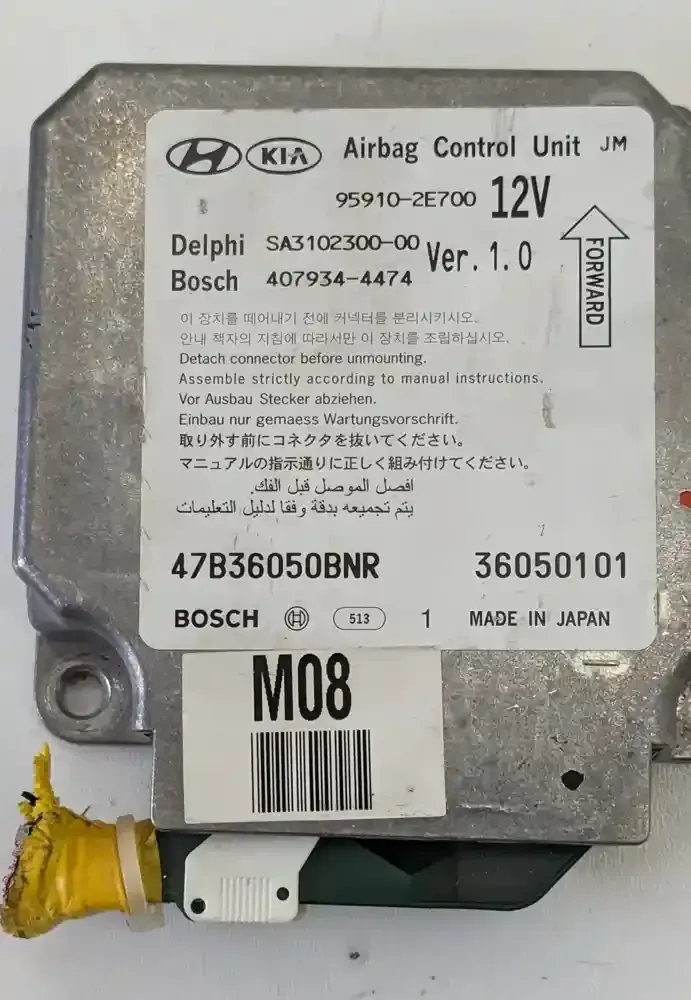 KIA Airbag Control Unit JM
95910-2E700 12V
Delphi SA3102300-00
Bosch 407934-4474
Ver. 1.0
FORWARD
이 장치를 떼어내기 전에 커넥터를 분리시키시오.
안내 책자의 지침에 따라서만 이 장치를 조립하십시오.
Detach connector before unmounting.
Assemble strictly according to manual instructions.
Vor Ausbau Stecker abziehen.
Einbau nur gemaess Wartungsvorschrift.
取り外す前にコネクタを抜いてください。
マニュアルの指示通りに正しく組み付けてください。
افصل الموصل قبل الفك.
يتم تجميعه بدقة وفقا لدليل التعليمات
47B36050BNR 36050101
BOSCH 513 1 MADE IN JAPAN
M08